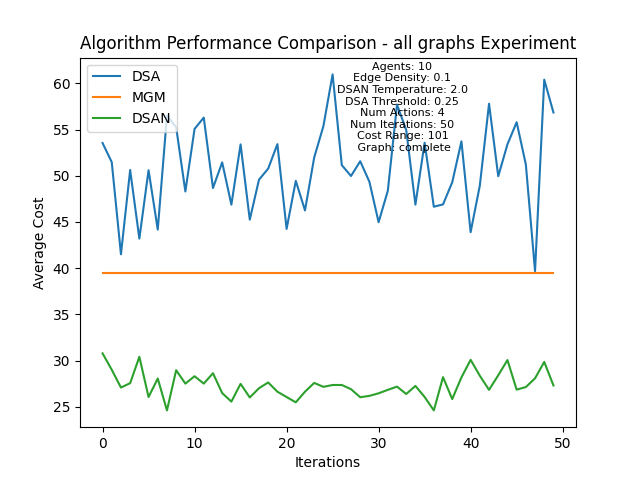 Algorithm Performance Comparison - all graphs Experiment
DSA
MGM
DSAN
Agents: 10
Edge Density: 0.1
DSAN Temperature: 2.0
DSA Threshold: 0.25
Num Actions: 4
Num Iterations: 50
Cost Range: 101
Graph: complete
Average Cost
60
55
50
45
40
35
30
25
0
10
20
30
40
50
Iterations